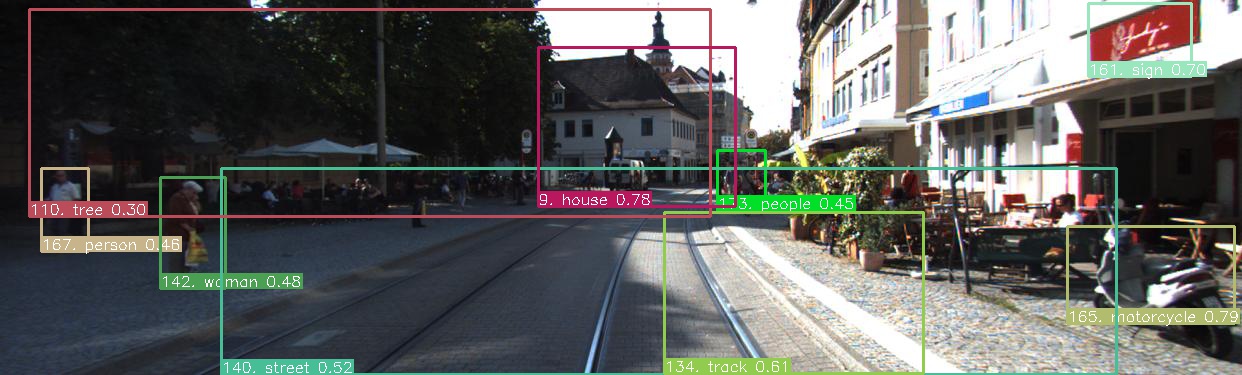 161. sign 0.70
110. tree 0.30
9. house 0.78
133. people 0.45
167. person 0.46
142. woman 0.48
165. motorcycle 0.79
140. street 0.52
134. track 0.61